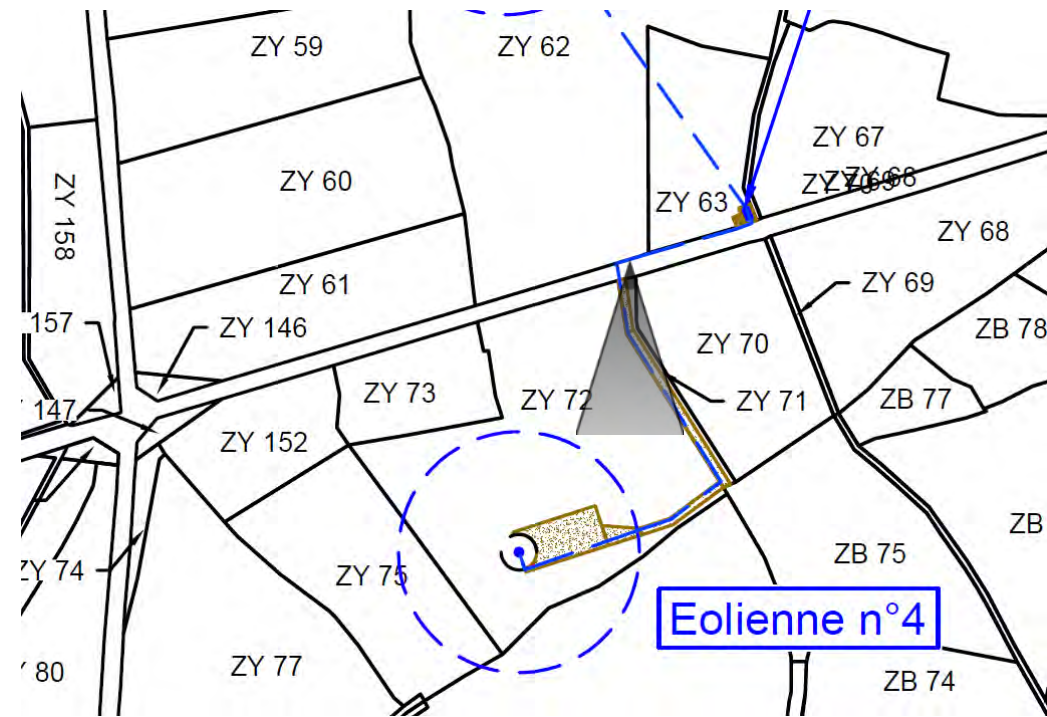 ZY 59
ZY 62
ZY 67
ZY 60
ZY 158
ZY 63
ZY 68
ZY 61
ZY 69
157
ZY 146
ZB 78
ZY 70
ZY 73
ZY 72
ZY 71
ZB 77
147
ZY 152
ZB
ZB 75
ZY 74
ZY 75
Eolienne n°4
ZY 77
80
ZB 74